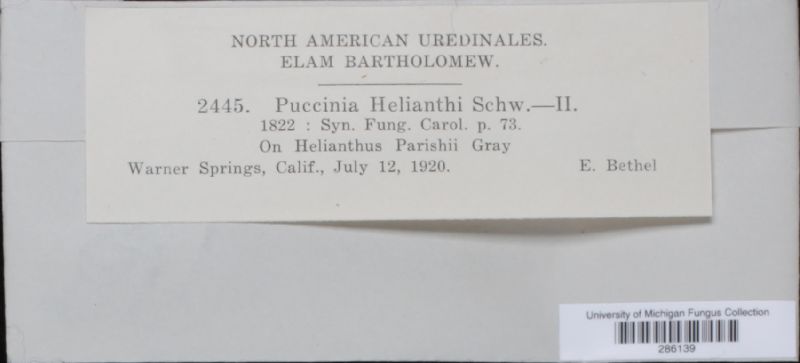 NORTH AMERICAN UREDINALES.
ELAM BARTHOLOMEW.
2445. Puccinia Helianthi Schw.—II.
1822 : Syn. Fung. Carol. p. 73.
On Helianthus Parishii Gray
Warner Springs, Calif., July 12, 1920. E. Bethel
University of Michigan Fungus Collection
286139